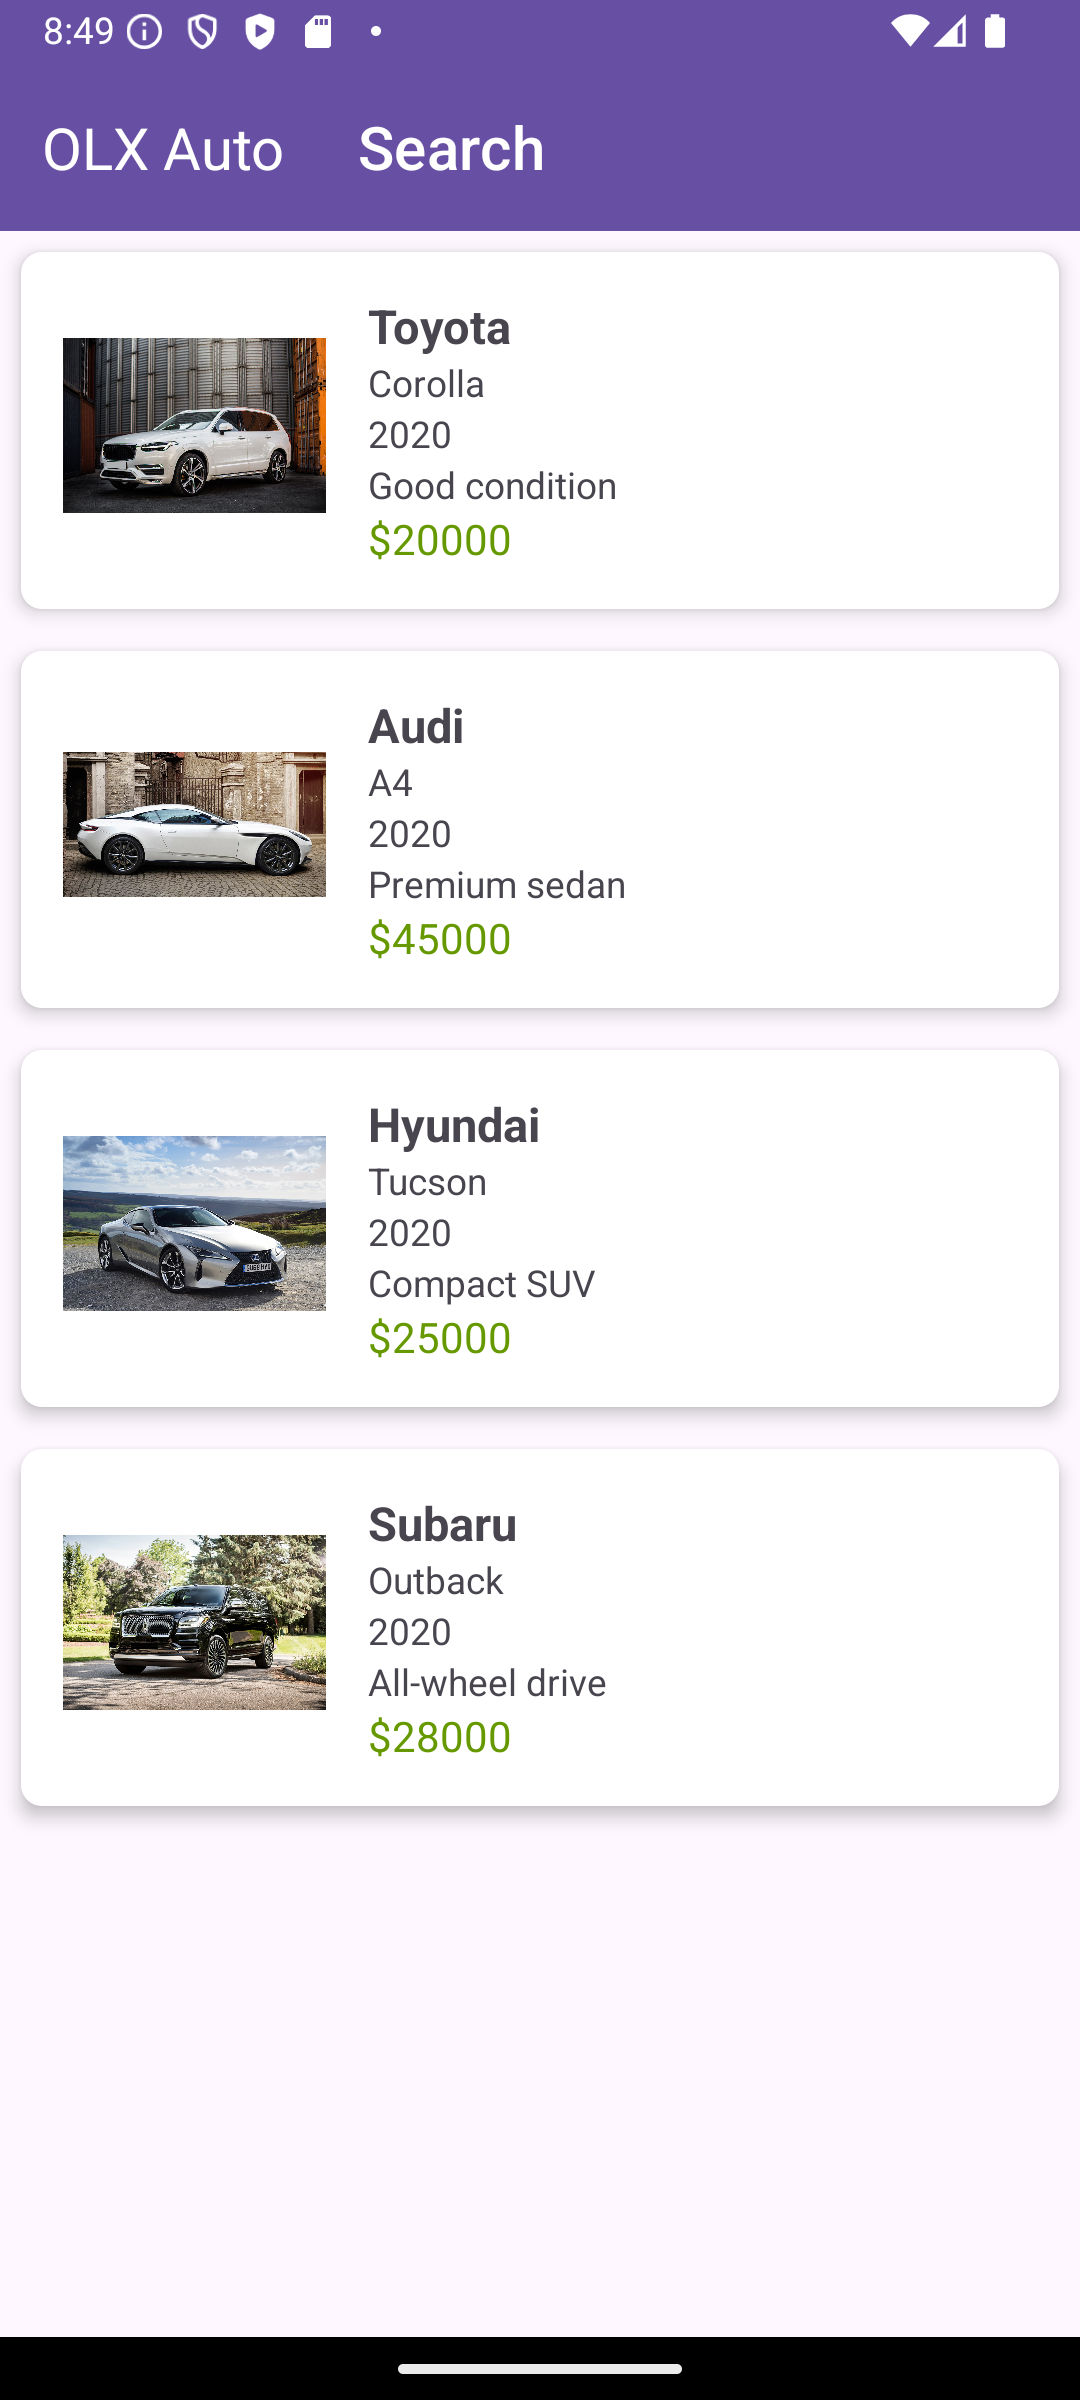 8:49
OLX Auto Search
Toyota
Corolla
2020
Good condition
$20000
Audi
A4
2020
Premium sedan
$45000
Hyundai
Tucson
2020
Compact SUV
$25000
Subaru
Outback
2020
All-wheel drive
$28000